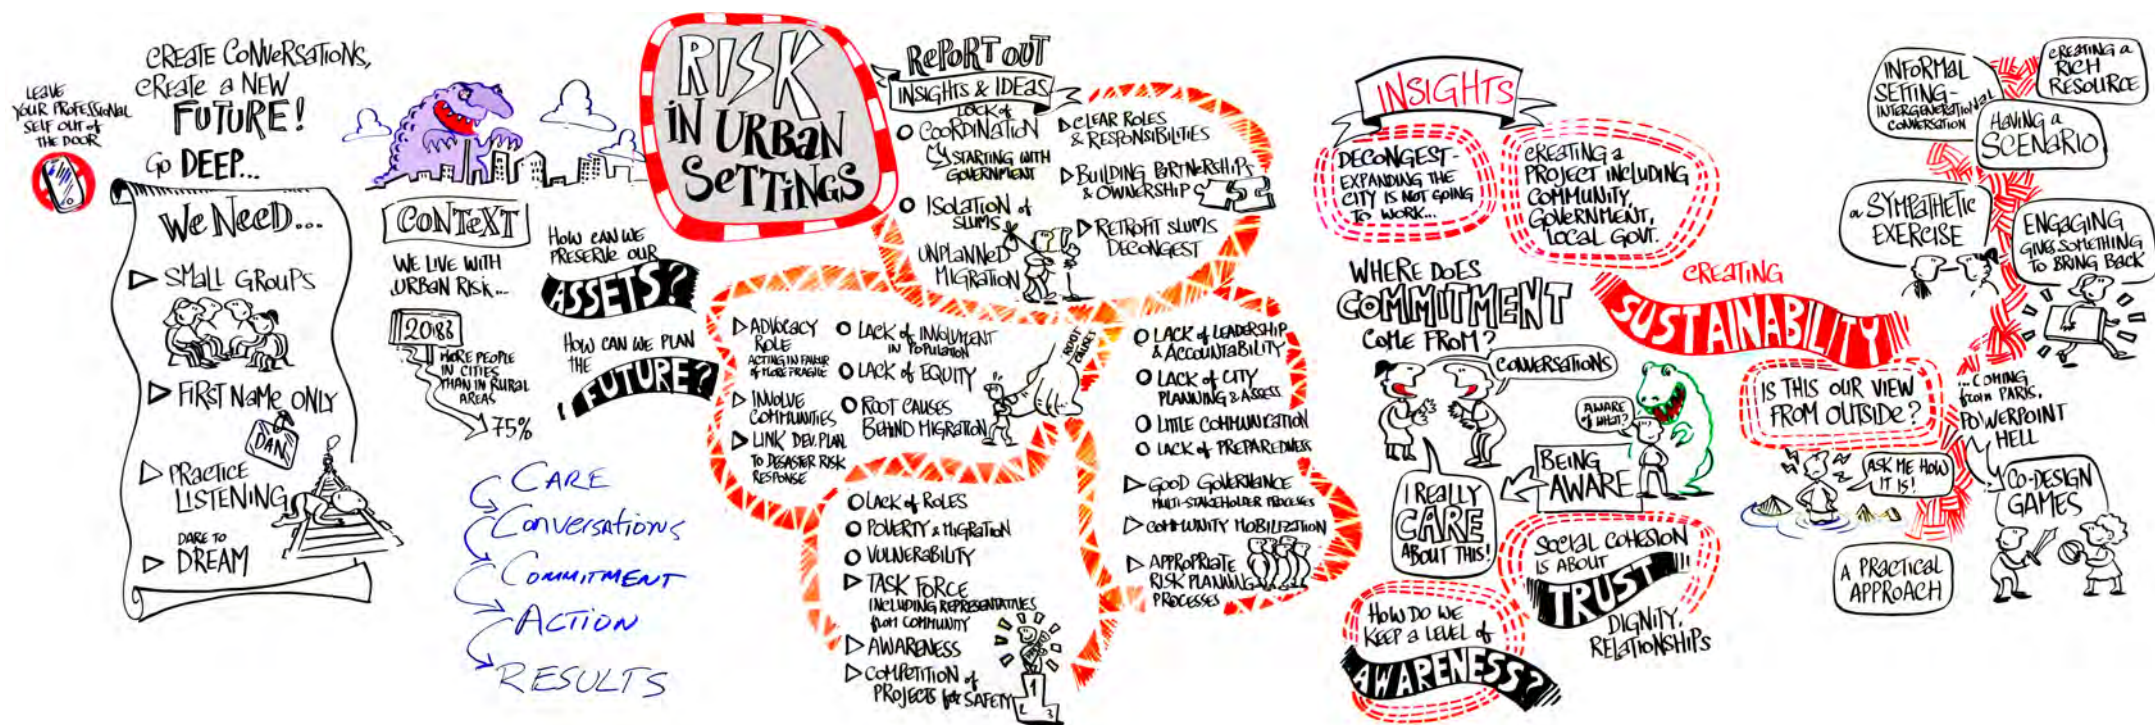 LEAVE
YOUR PROFESSIONAL
SELF OUT of
THE DOOR
CREATE CONVERSATIONS,
CREATE a NEW
FUTURE!
Go DEEP...
We NeeD...
SMALL GROUPS
FIRST NAME ONLY
DAN
PRACTICE
LISTENING
DARE TO
DREAM
CONTEXT
WE LIVE WITH
URBAN RISK...
MORE PEOPLE
IN CITIES
THAN IN RURAL
AREAS
75%
HOW CAN WE
PRESERVE OUR
ASSETS?
HOW CAN WE PLAN
THE
FUTURE?
CARE
CONVERSATIONS
COMMITMENT
ACTION
RESULTS
RISK
IN URBAN
SETTINGS
REPORT OUT
INSIGHTS & IDEAS
LACK of
COORDINATION
STARTING WITH
GOVERNMENT
ISOLATION of
SLUMS
UNPLANNED
MIGRATION
CLEAR ROLES
& RESPONSIBILITIES
BUILDING PARTNERSHIPS
& OWNERSHIP
RETROFIT SLUMS
DECONGEST
ADVOCACY
ROLE
ACTING IN FAVOUR
of MORE FRAGILE
INVOLVE
COMMUNITIES
LINK DEV. PLAN
TO DISASTER RISK
RESPONSE
LACK of INVOLMENT
IN POPULATION
LACK of EQUITY
ROOT CAUSES
BEHIND MIGRATION
ROOT
CAUSES
LACK of ROLES
POVERTY & MIGRATION
VULNERABILITY
TASK FORCE
INCLUDING REPRESENTATIVES
from COMMUNITY
AWARENESS
COMPETITION of
PROJECTS for SAFETY
1
2 3
LACK of LEADERSHIP
& ACCOUNTABILITY
LACK of CITY
PLANNING & ASSESS
LITTLE COMMUNICATION
LACK of PREPAREDNESS
GOOD GOVERNANCE
MULTI-STAKEHOLDER PROCESSES
COMMUNITY MOBILIZATION
APPROPRIATE
RISK PLANNING
PROCESSES
INSIGHTS
DECONGEST-
EXPANDING THE
CITY IS NOT GOING
TO WORK...
CREATING a
PROJECT INCLUDING
COMMUNITY,
GOVERNMENT,
LOCAL GOVT.
WHERE DOES
COMMITMENT
COME FROM?
CONVERSATIONS
I REALLY
CARE
ABOUT THIS!
AWARE
of WHAT?
BEING
AWARE
CREATING
SUSTAINABILITY
IS THIS OUR VIEW
FROM OUTSIDE?
ASK ME HOW
IT IS!
SOCIAL COHESION
IS ABOUT
TRUST
DIGNITY,
RELATIONSHIPS
HOW DO WE
KEEP a LEVEL of
AWARENESS?
INFORMAL
SETTING-
INTERGENERATIONAL
CONVERSATION
CREATING a
RICH
RESOURCE
HAVING a
SCENARIO
a SYMPATHETIC
EXERCISE
ENGAGING
GIVES SOMETHING
TO BRING BACK
...COMING
from PARIS,
POWERPOINT
HELL
CO-DESIGN
GAMES
A PRACTICAL
APPROACH